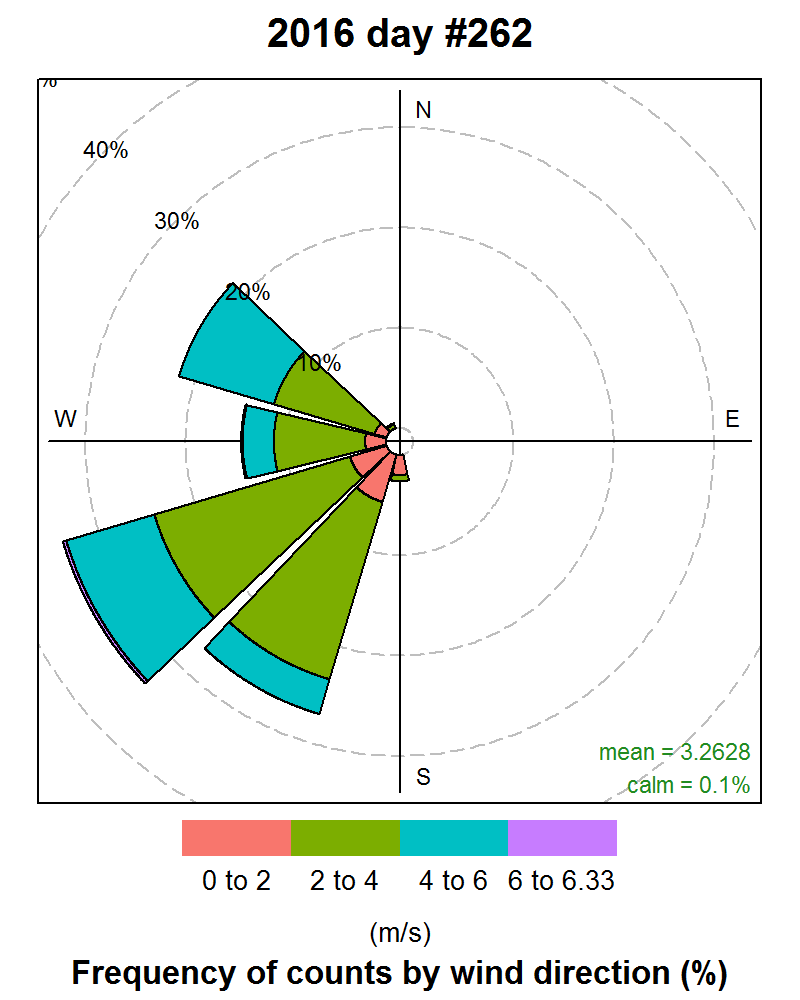 2016 day #262
%
N
40%
30%
20%
10%
W
E
S
mean = 3.2628
calm = 0.1%
0 to 2 2 to 4 4 to 6 6 to 6.33
(m/s)
Frequency of counts by wind direction (%)